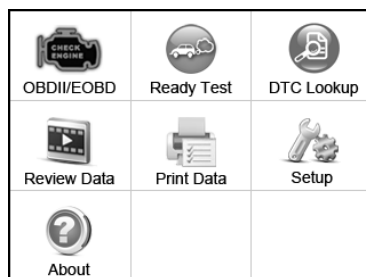 CHECK
ENGINE
OBDII/EOBD
Ready Test
DTC Lookup
Review Data
Print Data
Setup
?
About